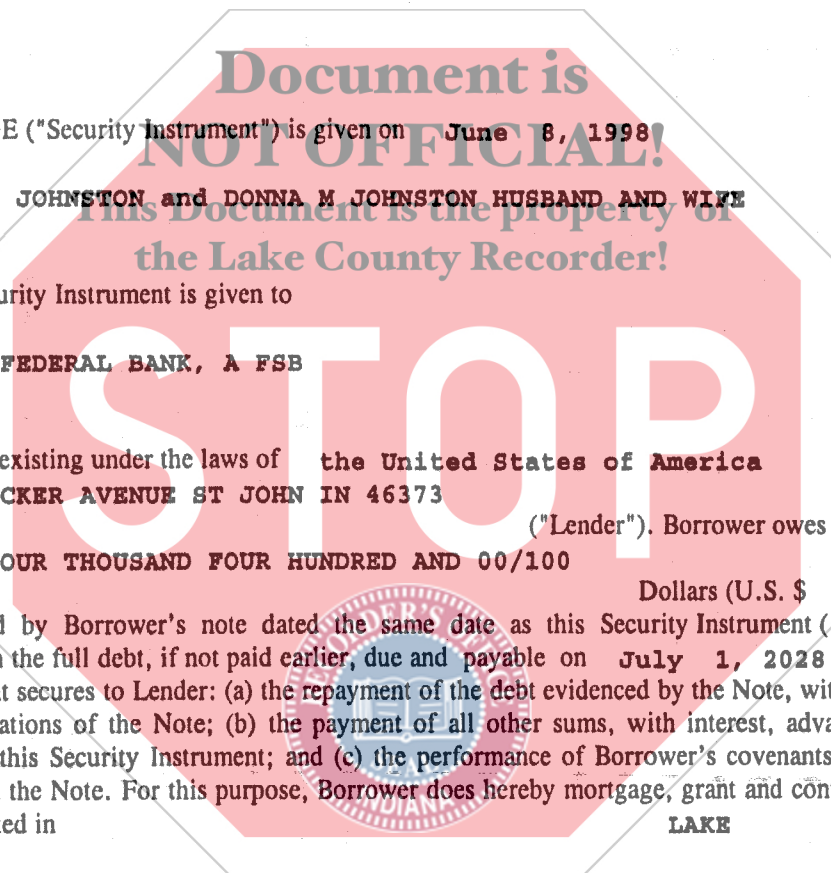 Document is
E ("Security Instrument") is given on June 8, 1998
NOT OFFICIAL!
JOHNSTON and DONNA M JOHNSTON HUSBAND AND WIFE
This Document is the property of
the Lake County Recorder!
urity Instrument is given to
FEDERAL BANK, A FSB
STOP
existing under the laws of the United States of America
CKER AVENUE ST JOHN IN 46373
("Lender"). Borrower owes
OUR THOUSAND FOUR HUNDRED AND 00/100
Dollars (U.S. $
d by Borrower's note dated the same date as this Security Instrument (
the full debt, if not paid earlier, due and payable on July 1, 2028
t secures to Lender: (a) the repayment of the debt evidenced by the Note, wit
ations of the Note; (b) the payment of all other sums, with interest, adva
this Security Instrument; and (c) the performance of Borrower's covenants
the Note. For this purpose, Borrower does hereby mortgage, grant and con
ed in LAKE
INDIANA